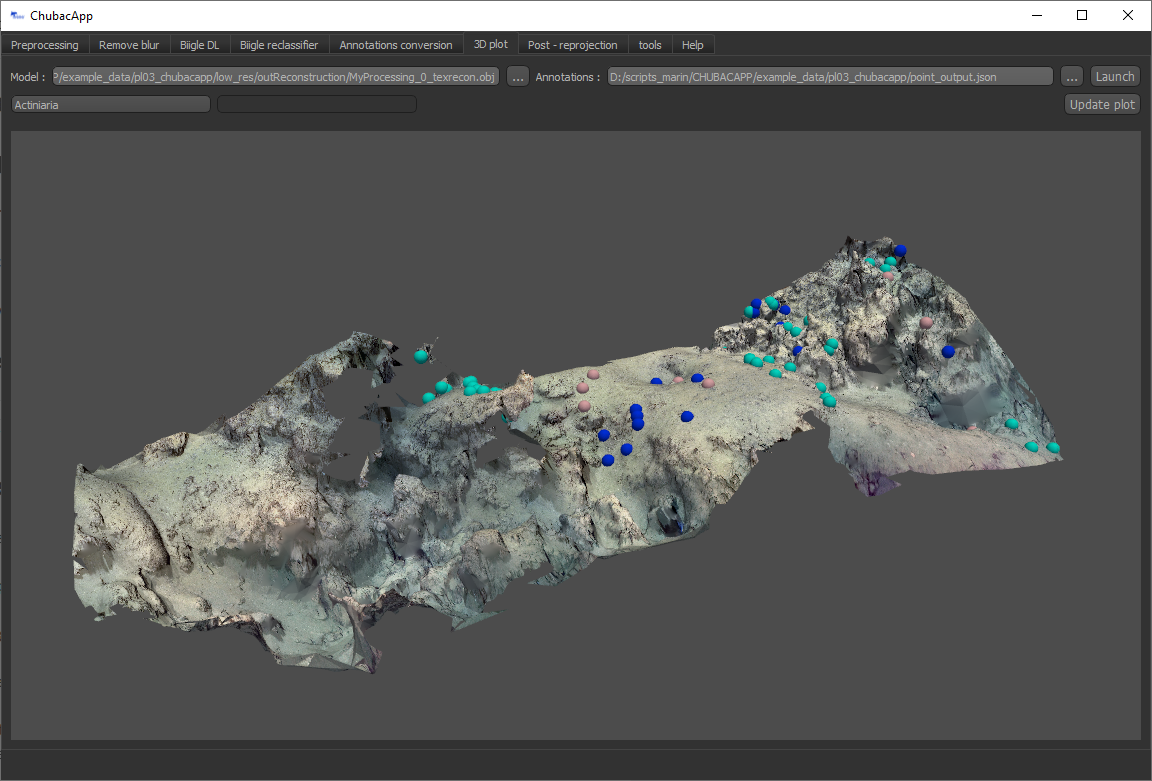 ChubacApp
Preprocessing Remove blur Biigle DL Biigle reclassifier Annotations conversion 3D plot Post - reprojection tools Help
Model : P/example_data/pl03_chubacapp/low_res/outReconstruction/MyProcessing_0_texrecon.obj ... Annotations : D:/scripts_marin/CHUBACAPP/example_data/pl03_chubacapp/point_output.json ... Launch
Actiniaria Update plot